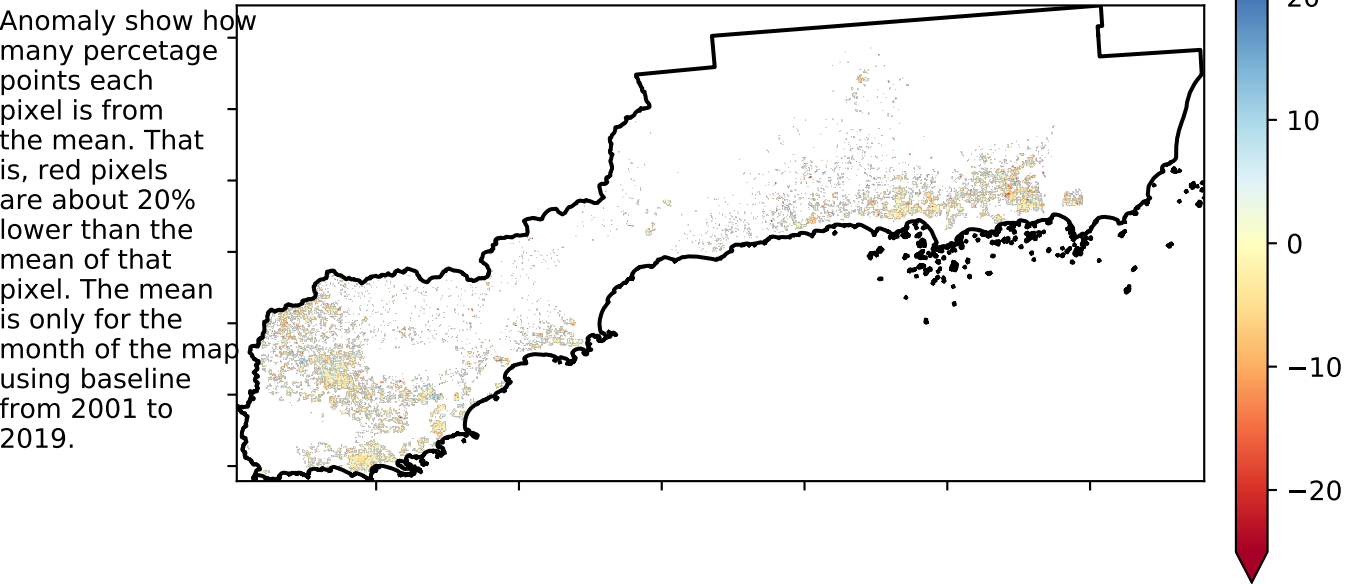 Anomaly show how
many percetage
points each
pixel is from
the mean. That
is, red pixels
are about 20%
lower than the
mean of that
pixel. The mean
is only for the
month of the map
using baseline
from 2001 to
2019.
20
10
0
−10
−20